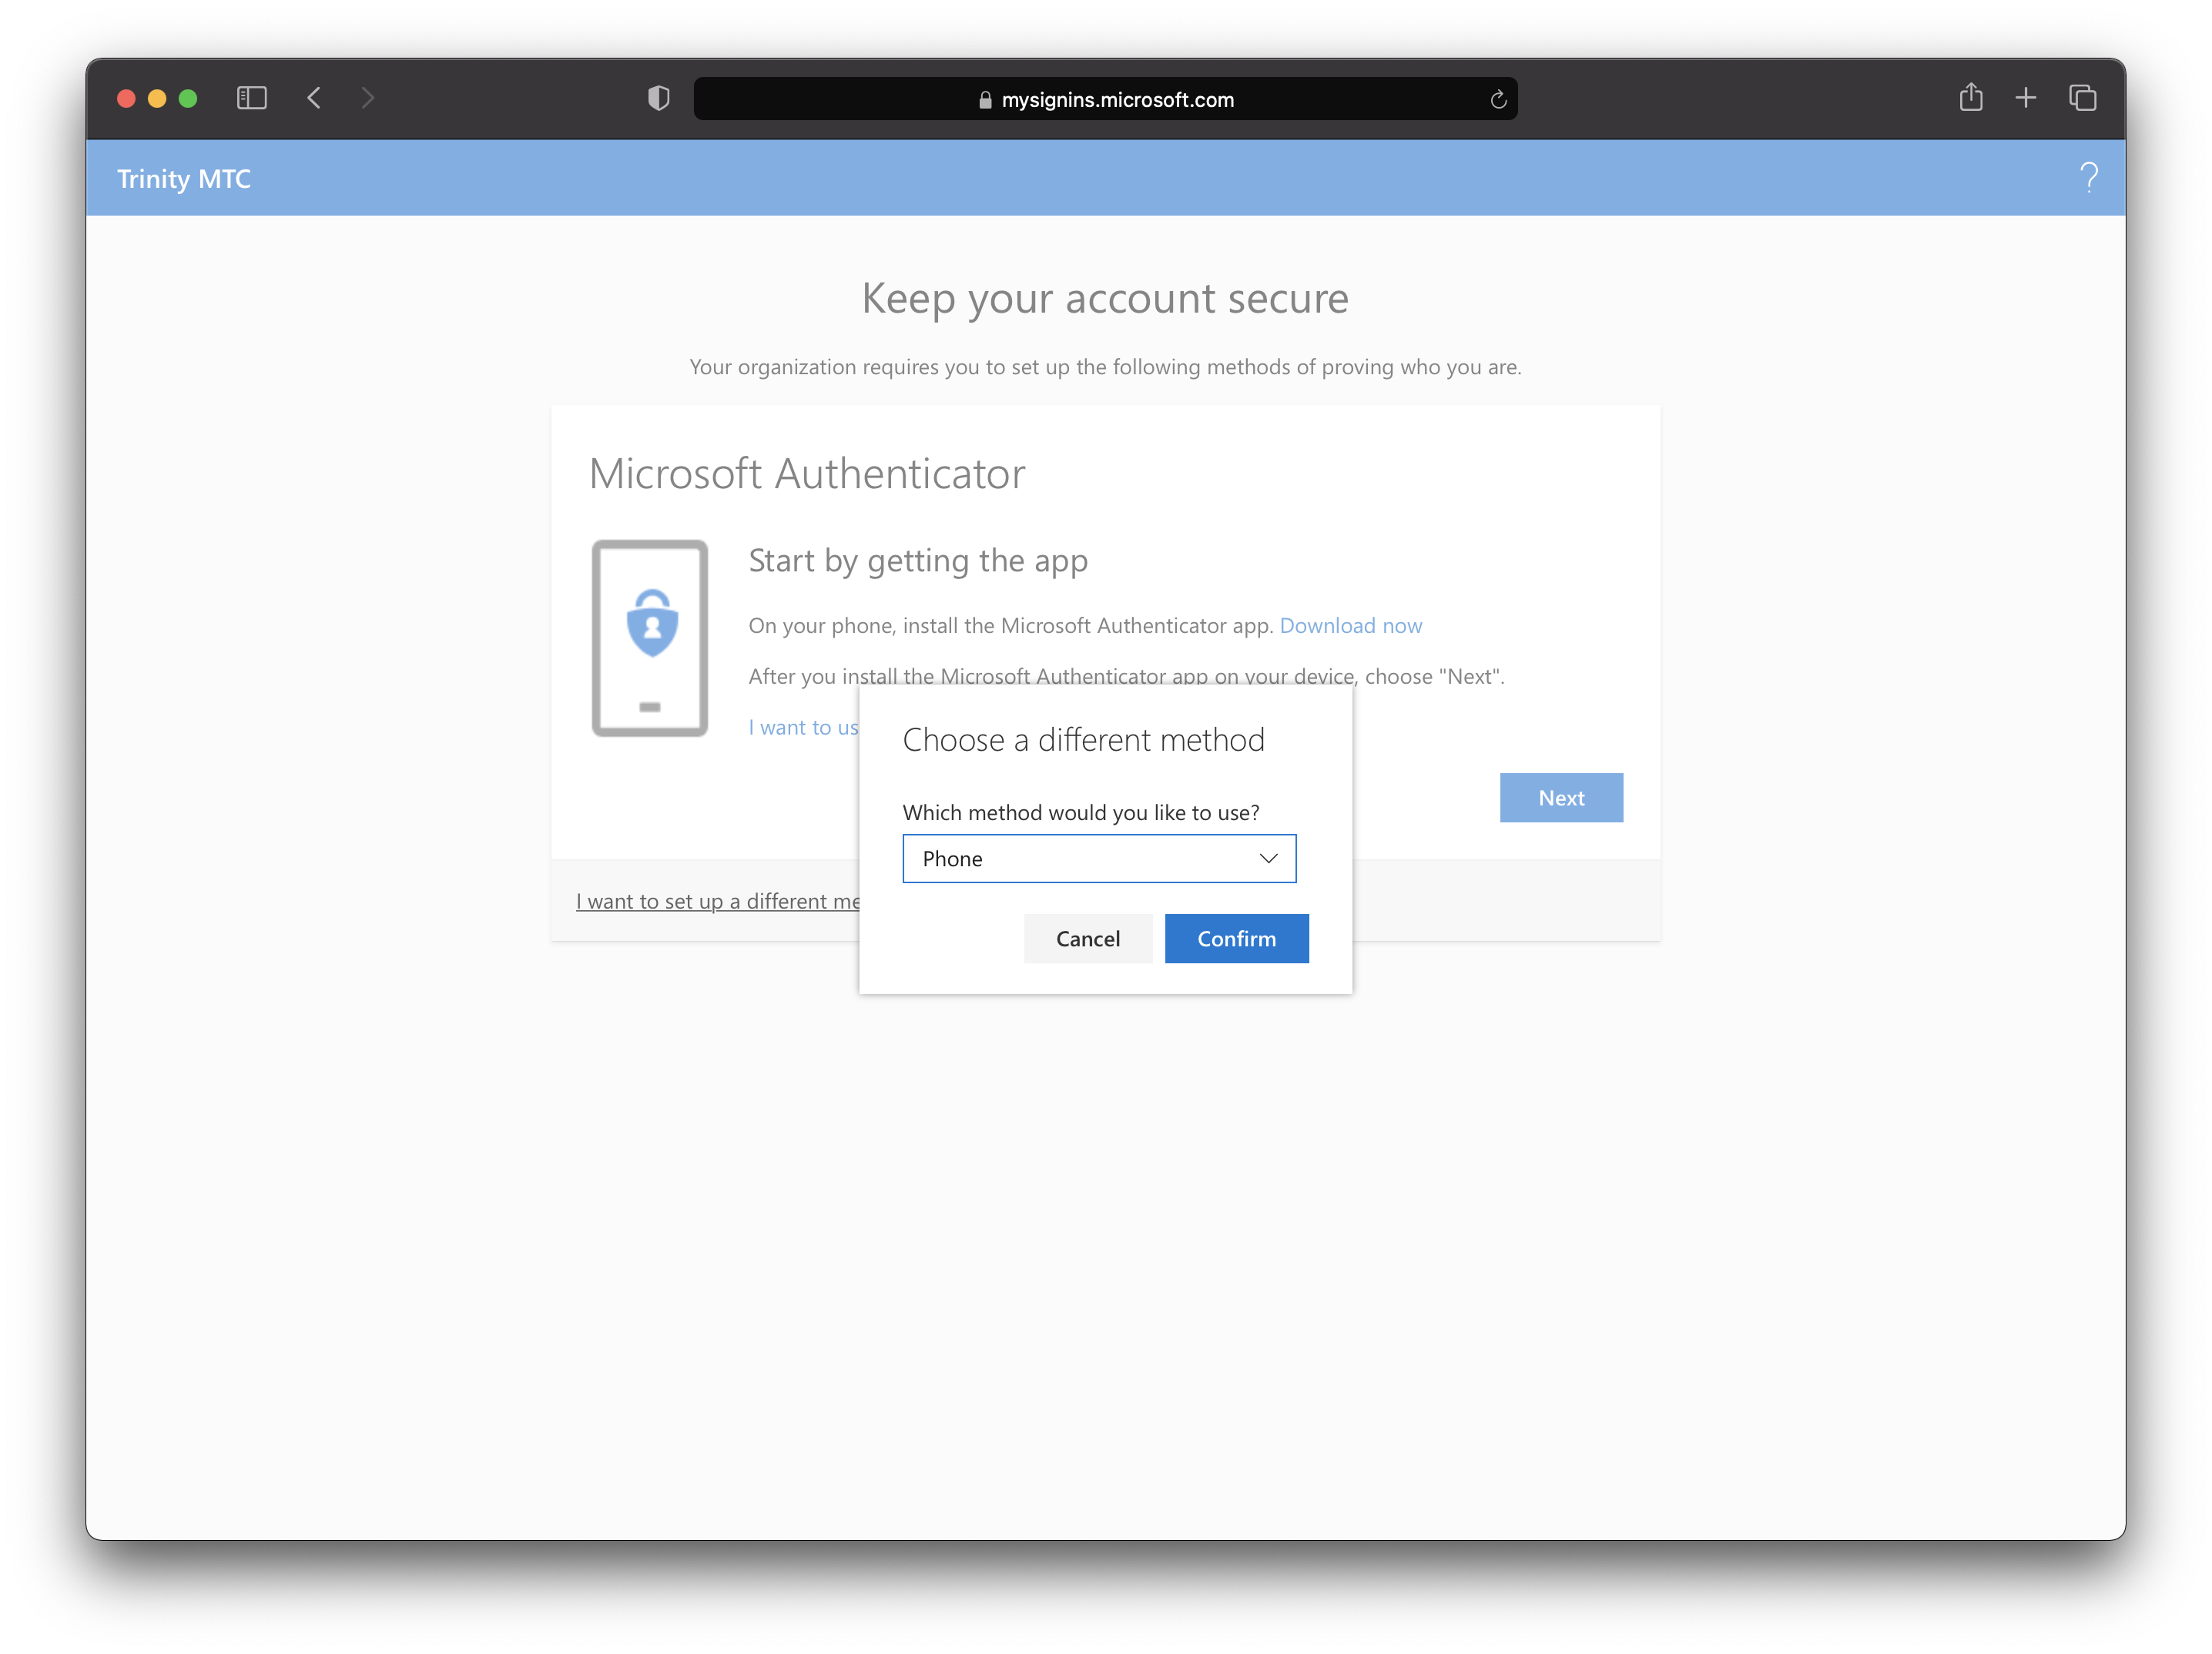 mysignins.microsoft.com
Trinity MTC
?
Keep your account secure
Your organization requires you to set up the following methods of proving who you are.
Microsoft Authenticator
Start by getting the app
On your phone, install the Microsoft Authenticator app. Download now
After you install the Microsoft Authenticator app on your device, choose "Next".
I want to us
Choose a different method
Which method would you like to use?
Next
Phone
I want to set up a different me
Cancel
Confirm